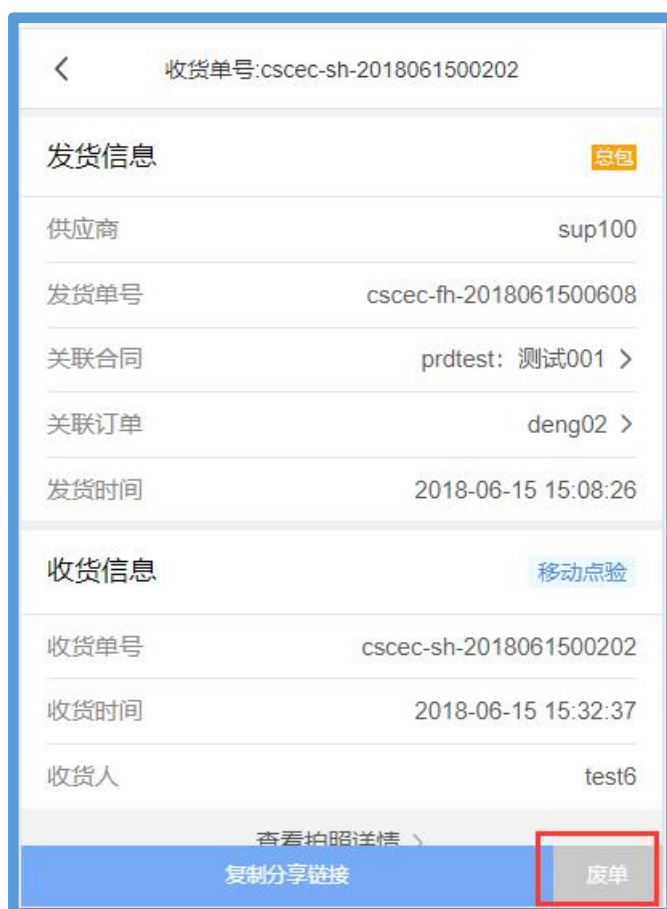 收货单号:cscec-sh-2018061500202
发货信息 总包
供应商 sup100
发货单号 cscec-fh-2018061500608
关联合同 prdtest：测试001 >
关联订单 deng02 >
发货时间 2018-06-15 15:08:26
收货信息 移动点验
收货单号 cscec-sh-2018061500202
收货时间 2018-06-15 15:32:37
收货人 test6
查看拍照详情 >
复制分享链接 废单